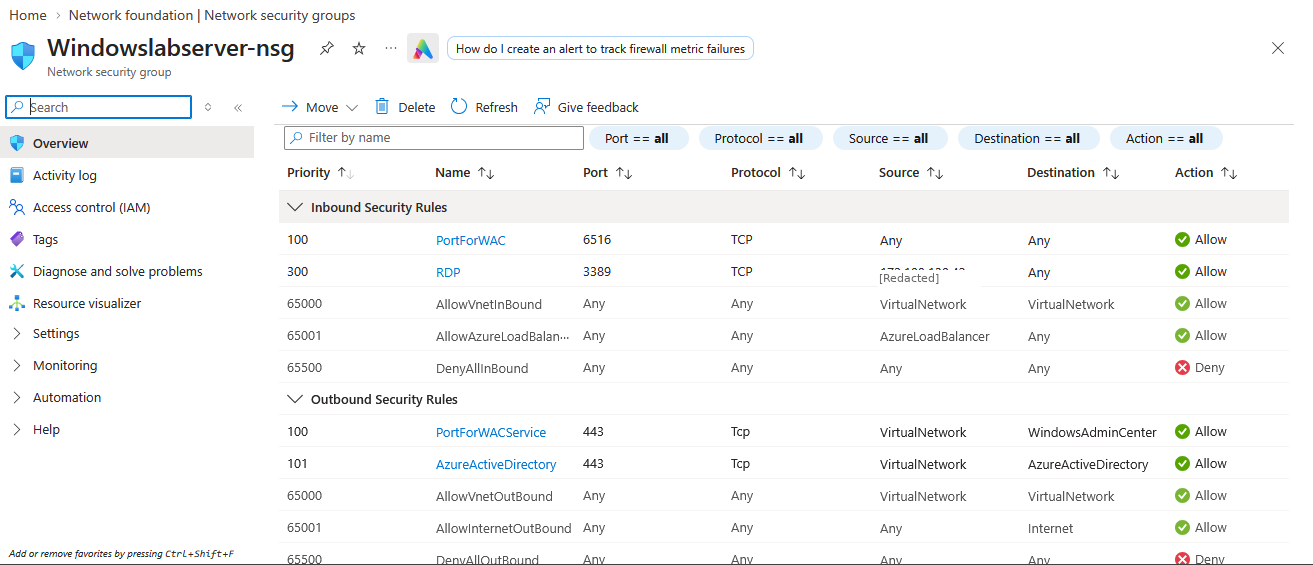 Home > Network foundation | Network security groups
Windowslabserver-nsg
How do I create an alert to track firewall metric failures
Network security group
Search
Move
Delete
Refresh
Give feedback
Overview
Activity log
Access control (IAM)
Tags
Diagnose and solve problems
Resource visualizer
Settings
Monitoring
Automation
Help
Add or remove favorites by pressing Ctrl+Shift+F
Filter by name
Port == all
Protocol == all
Source == all
Destination == all
Action == all
Priority Name Port Protocol Source Destination Action
Inbound Security Rules
100 PortForWAC 6516 TCP Any Any Allow
300 RDP 3389 TCP [Redacted] Any Allow
65000 AllowVnetInBound Any Any VirtualNetwork VirtualNetwork Allow
65001 AllowAzureLoadBalan... Any Any AzureLoadBalancer Any Allow
65500 DenyAllInBound Any Any Any Any Deny
Outbound Security Rules
100 PortForWACService 443 Tcp VirtualNetwork WindowsAdminCenter Allow
101 AzureActiveDirectory 443 Tcp VirtualNetwork AzureActiveDirectory Allow
65000 AllowVnetOutBound Any Any VirtualNetwork VirtualNetwork Allow
65001 AllowInternetOutBound Any Any Any Internet Allow
65500 DenyAllOutBound Any Any Any Any Deny